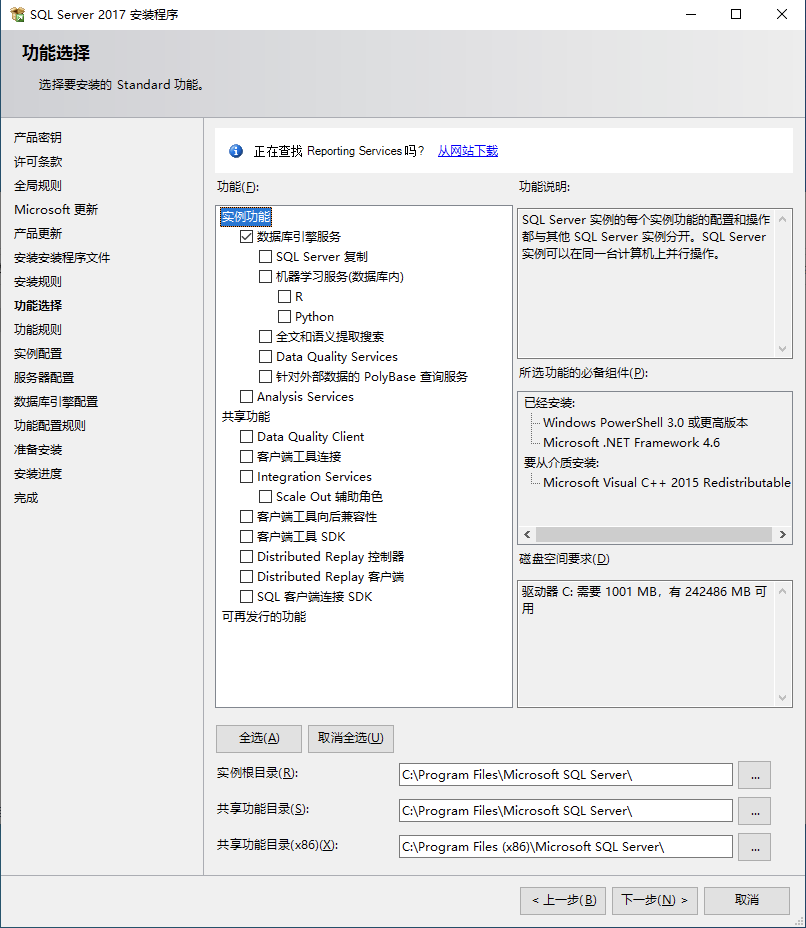 SQL Server 2017 安装程序
功能选择
选择要安装的 Standard 功能。
产品密钥
许可条款
全局规则
Microsoft 更新
产品更新
安装安装程序文件
安装规则
功能选择
功能规则
实例配置
服务器配置
数据库引擎配置
功能配置规则
准备安装
安装进度
完成
正在查找 Reporting Services 吗? 从网站下载
功能(F):
实例功能
数据库引擎服务
SQL Server 复制
机器学习服务(数据库内)
R
Python
全文和语义提取搜索
Data Quality Services
针对外部数据的 PolyBase 查询服务
Analysis Services
共享功能
Data Quality Client
客户端工具连接
Integration Services
Scale Out 辅助角色
客户端工具向后兼容性
客户端工具 SDK
Distributed Replay 控制器
Distributed Replay 客户端
SQL 客户端连接 SDK
可再发行的功能
功能说明:
SQL Server 实例的每个实例功能的配置和操作
都与其他 SQL Server 实例分开。SQL Server
实例可以在同一台计算机上并行操作。
所选功能的必备组件(P):
已经安装:
Windows PowerShell 3.0 或更高版本
Microsoft .NET Framework 4.6
要从介质安装:
Microsoft Visual C++ 2015 Redistributable
磁盘空间要求(D)
驱动器 C: 需要 1001 MB，有 242486 MB 可
用
全选(A) 取消全选(U)
实例根目录(R): C:\Program Files\Microsoft SQL Server\ ...
共享功能目录(S): C:\Program Files\Microsoft SQL Server\ ...
共享功能目录(x86)(X): C:\Program Files (x86)\Microsoft SQL Server\ ...
< 上一步(B) 下一步(N) > 取消